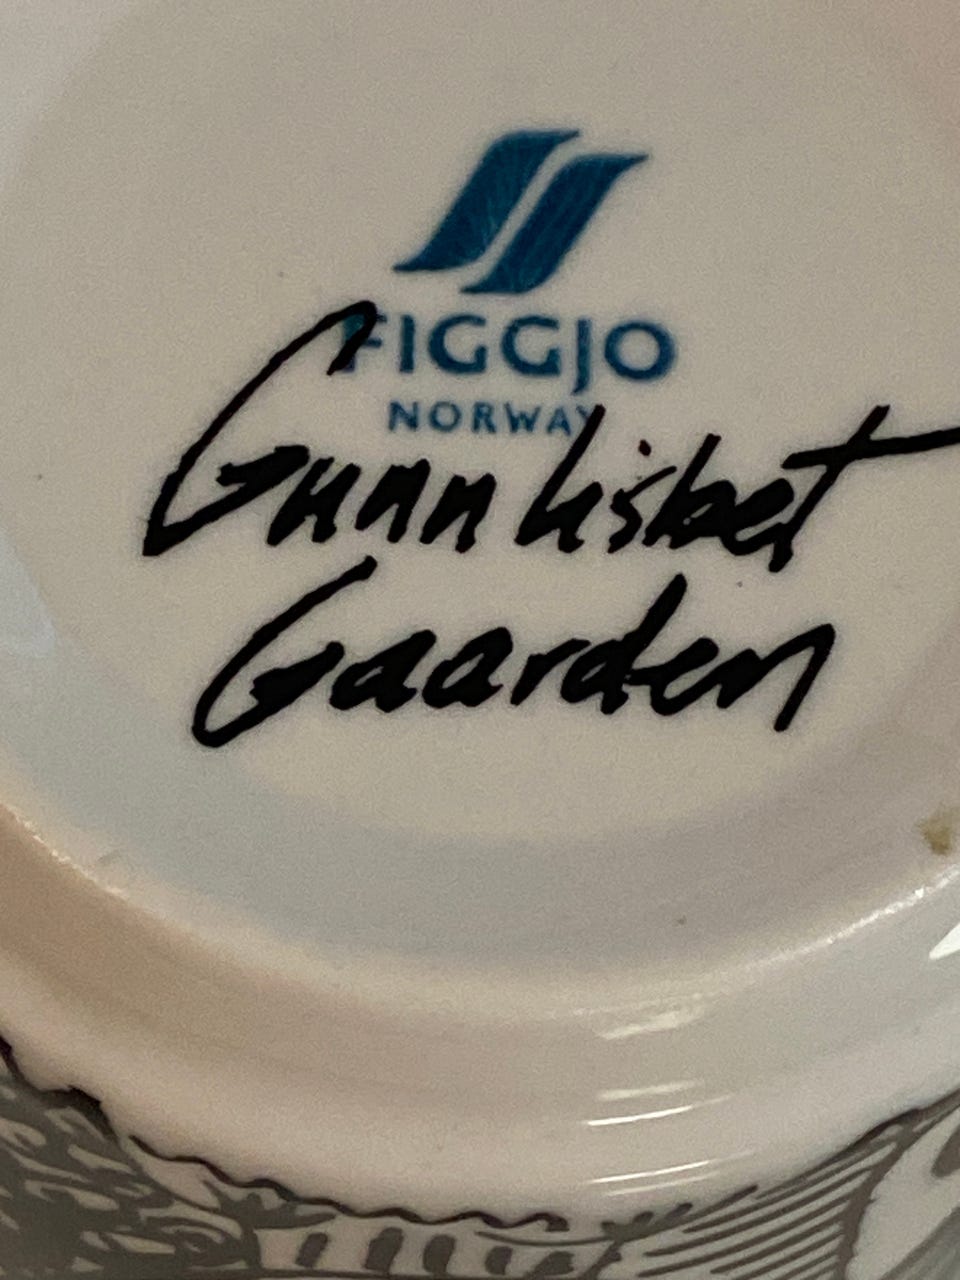 FIGGJO
NORWAY
Gunn Lisbet
Gaarden